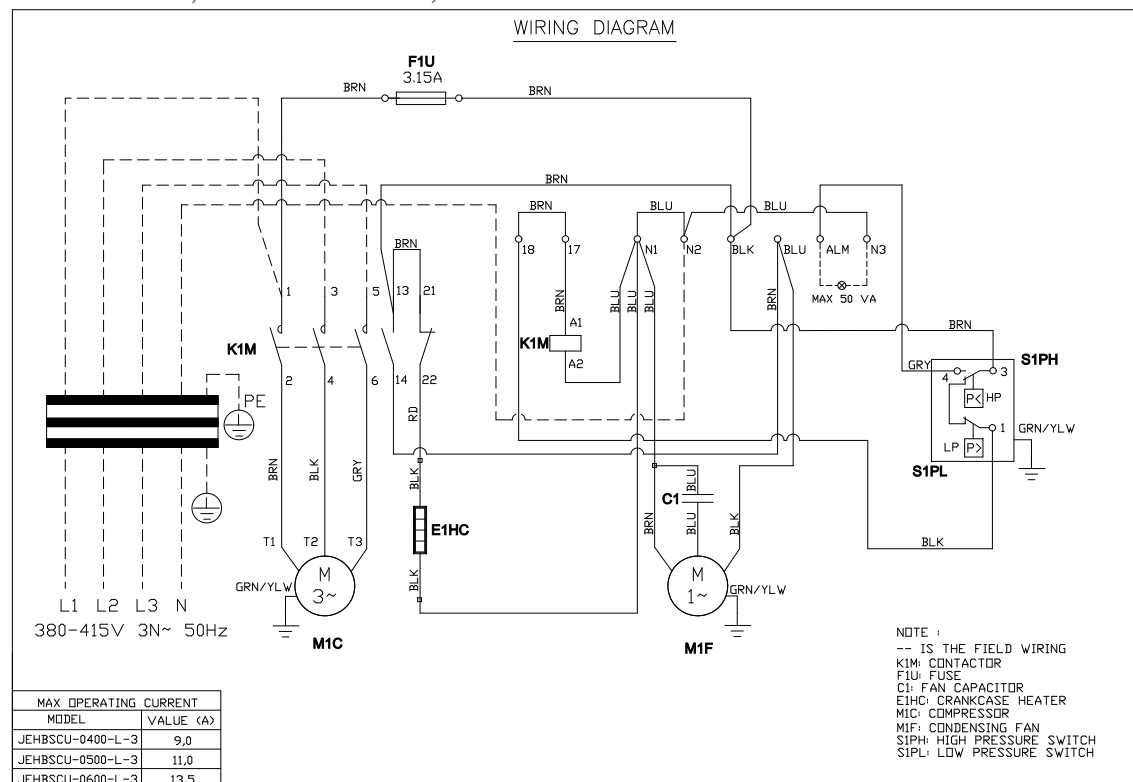 WIRING DIAGRAM
F1U
3.15A
BRN
BRN
BRN
BRN
BLU
BLU
18
17
N1
N2
BLK
BLU
ALM
N3
BRN
1
3
5
13
21
BRN
BLU
BLU
BLU
BRN
MAX 50 VA
A1
K1M
A2
K1M
BRN
S1PH
2
4
6
14
22
GRY
4
3
P<
HP
PE
RD
1
GRN/YLW
LP
P>
S1PL
BRN
BLK
GRY
BLK
BLU
C1
E1HC
BRN
BLU
BLK
BLK
T1
T2
T3
M
3~
GRN/YLW
BLK
M
1~
GRN/YLW
L1
L2
L3
N
380-415V 3N~ 50Hz
M1C
M1F
NOTE :
-- IS THE FIELD WIRING
K1M: CONTACTOR
F1U: FUSE
C1: FAN CAPACITOR
E1HC: CRANKCASE HEATER
M1C: COMPRESSOR
M1F: CONDENSING FAN
S1PH: HIGH PRESSURE SWITCH
S1PL: LOW PRESSURE SWITCH
MAX OPERATING CURRENT
MODEL
VALUE (A)
JEHBSCU-0400-L-3
9,0
JEHBSCU-0500-L-3
11,0
JEHBSCU-0600-L-3
13,5